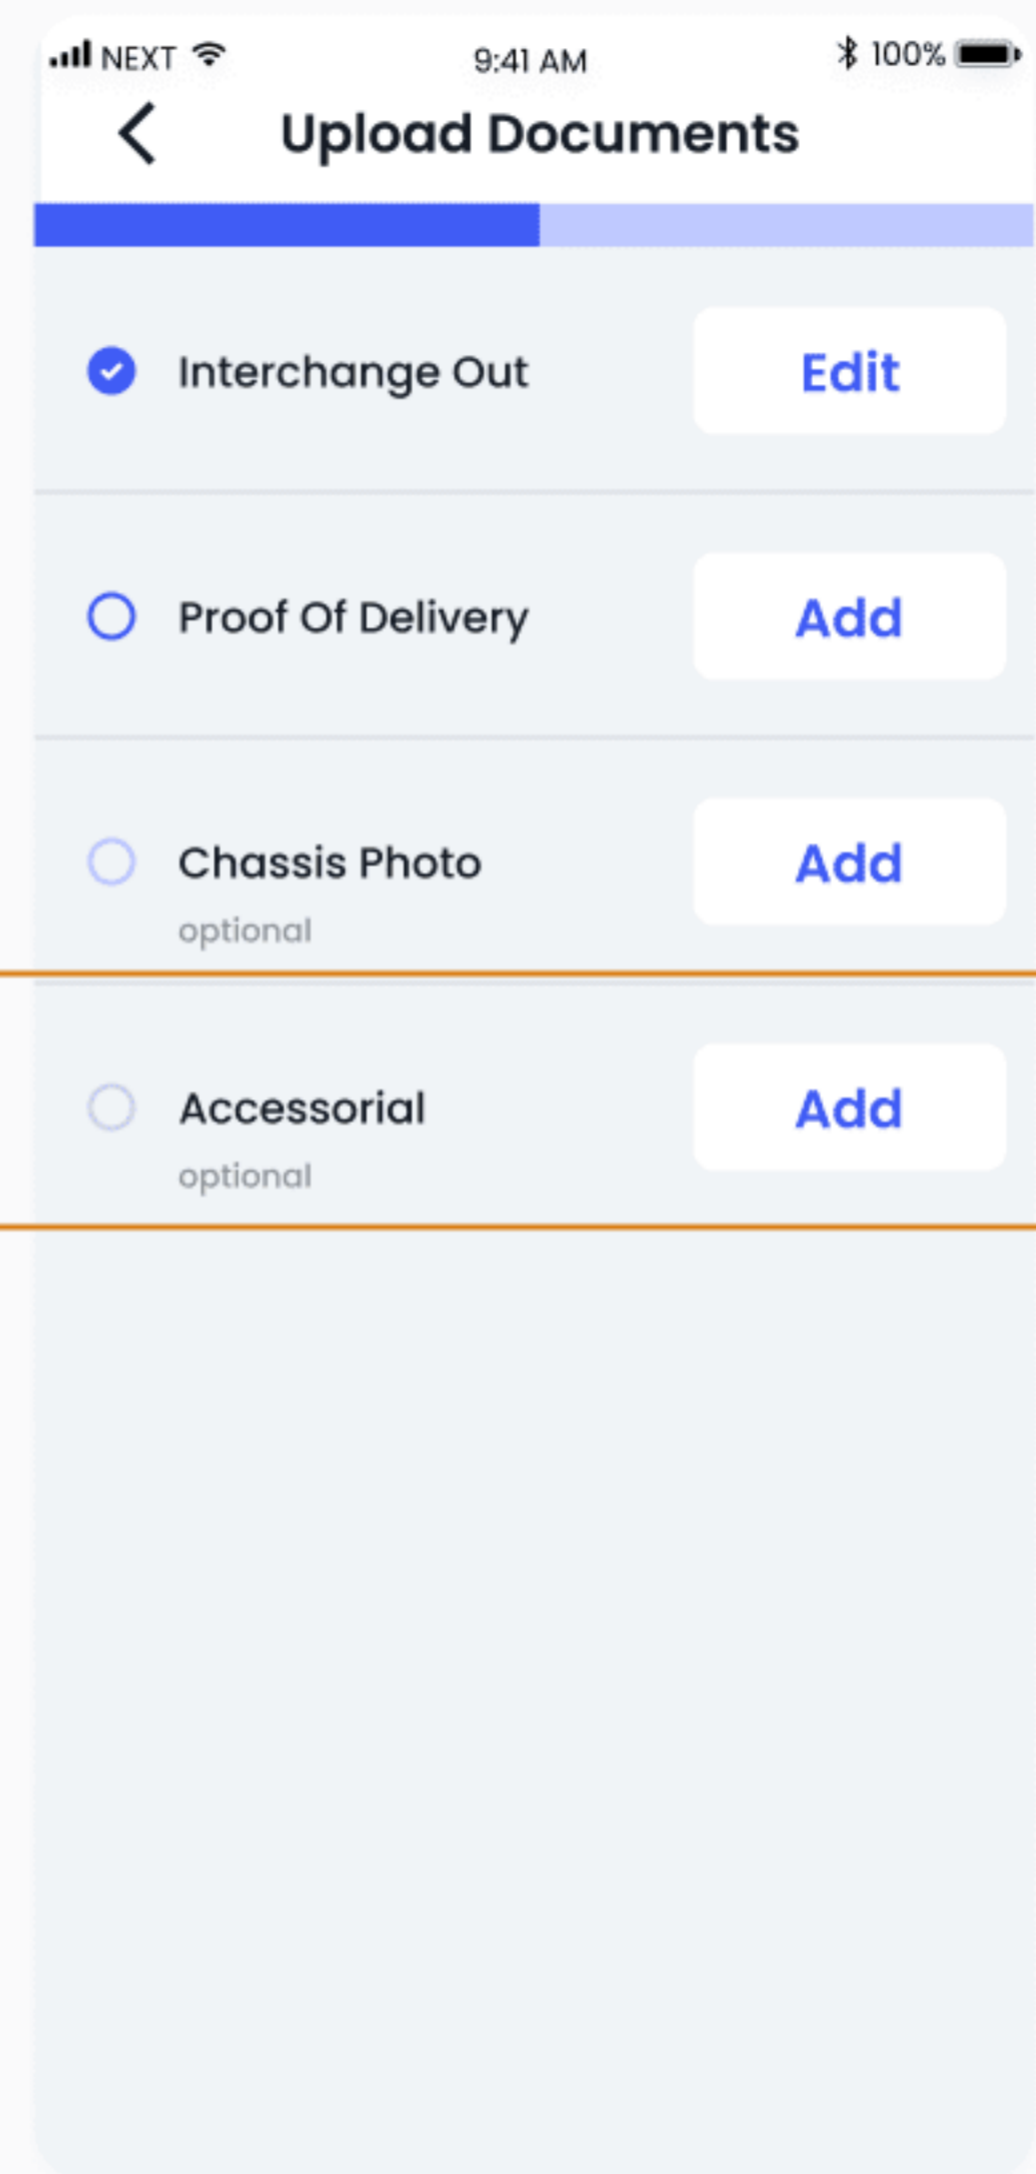 NEXT 9:41 AM 100%
Upload Documents
Interchange Out Edit
Proof Of Delivery Add
Chassis Photo Add
optional
Accessorial Add
optional